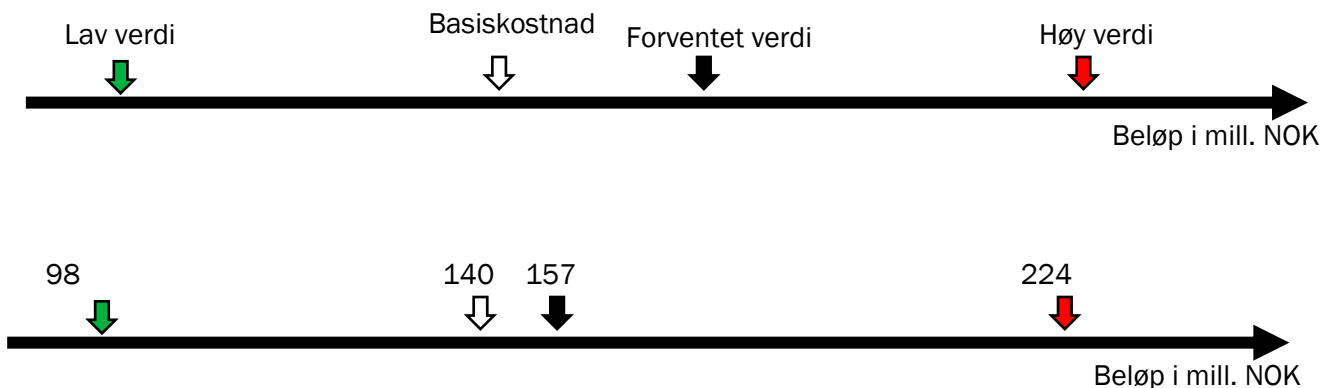 Lav verdi
Basiskostnad
Forventet verdi
Høy verdi
Beløp i mill. NOK
98
140
157
224
Beløp i mill. NOK